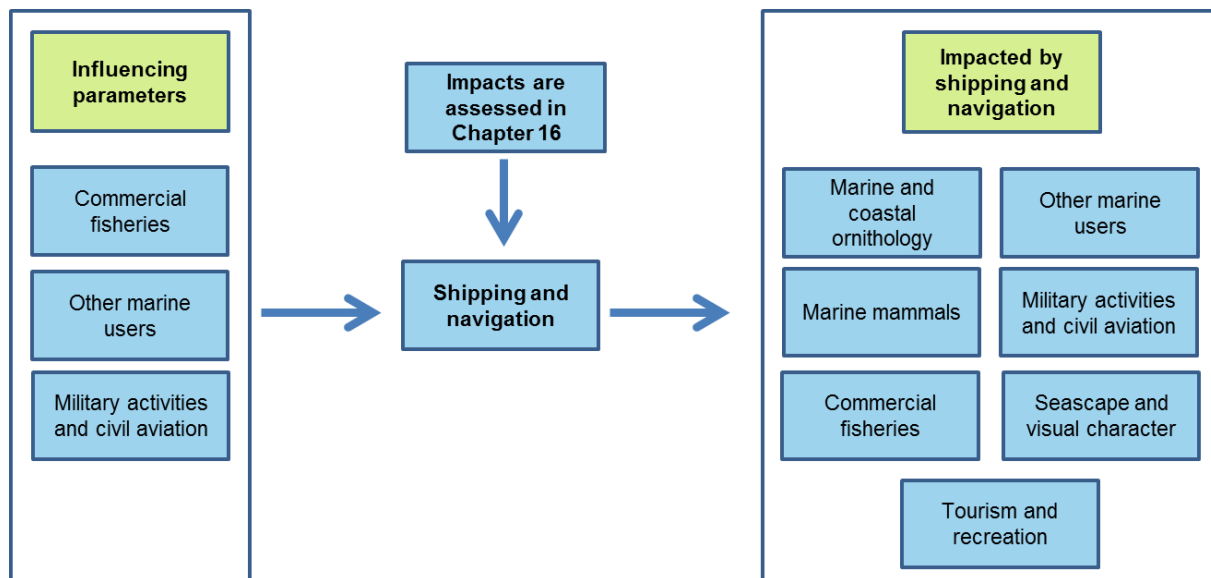 Influencing
parameters
Commercial
fisheries
Other marine
users
Military activities
and civil aviation
Impacts are
assessed in
Chapter 16
Shipping and
navigation
Impacted by
shipping and
navigation
Marine and
coastal
ornithology
Other marine
users
Marine mammals
Military activities
and civil aviation
Commercial
fisheries
Seascape and
visual character
Tourism and
recreation